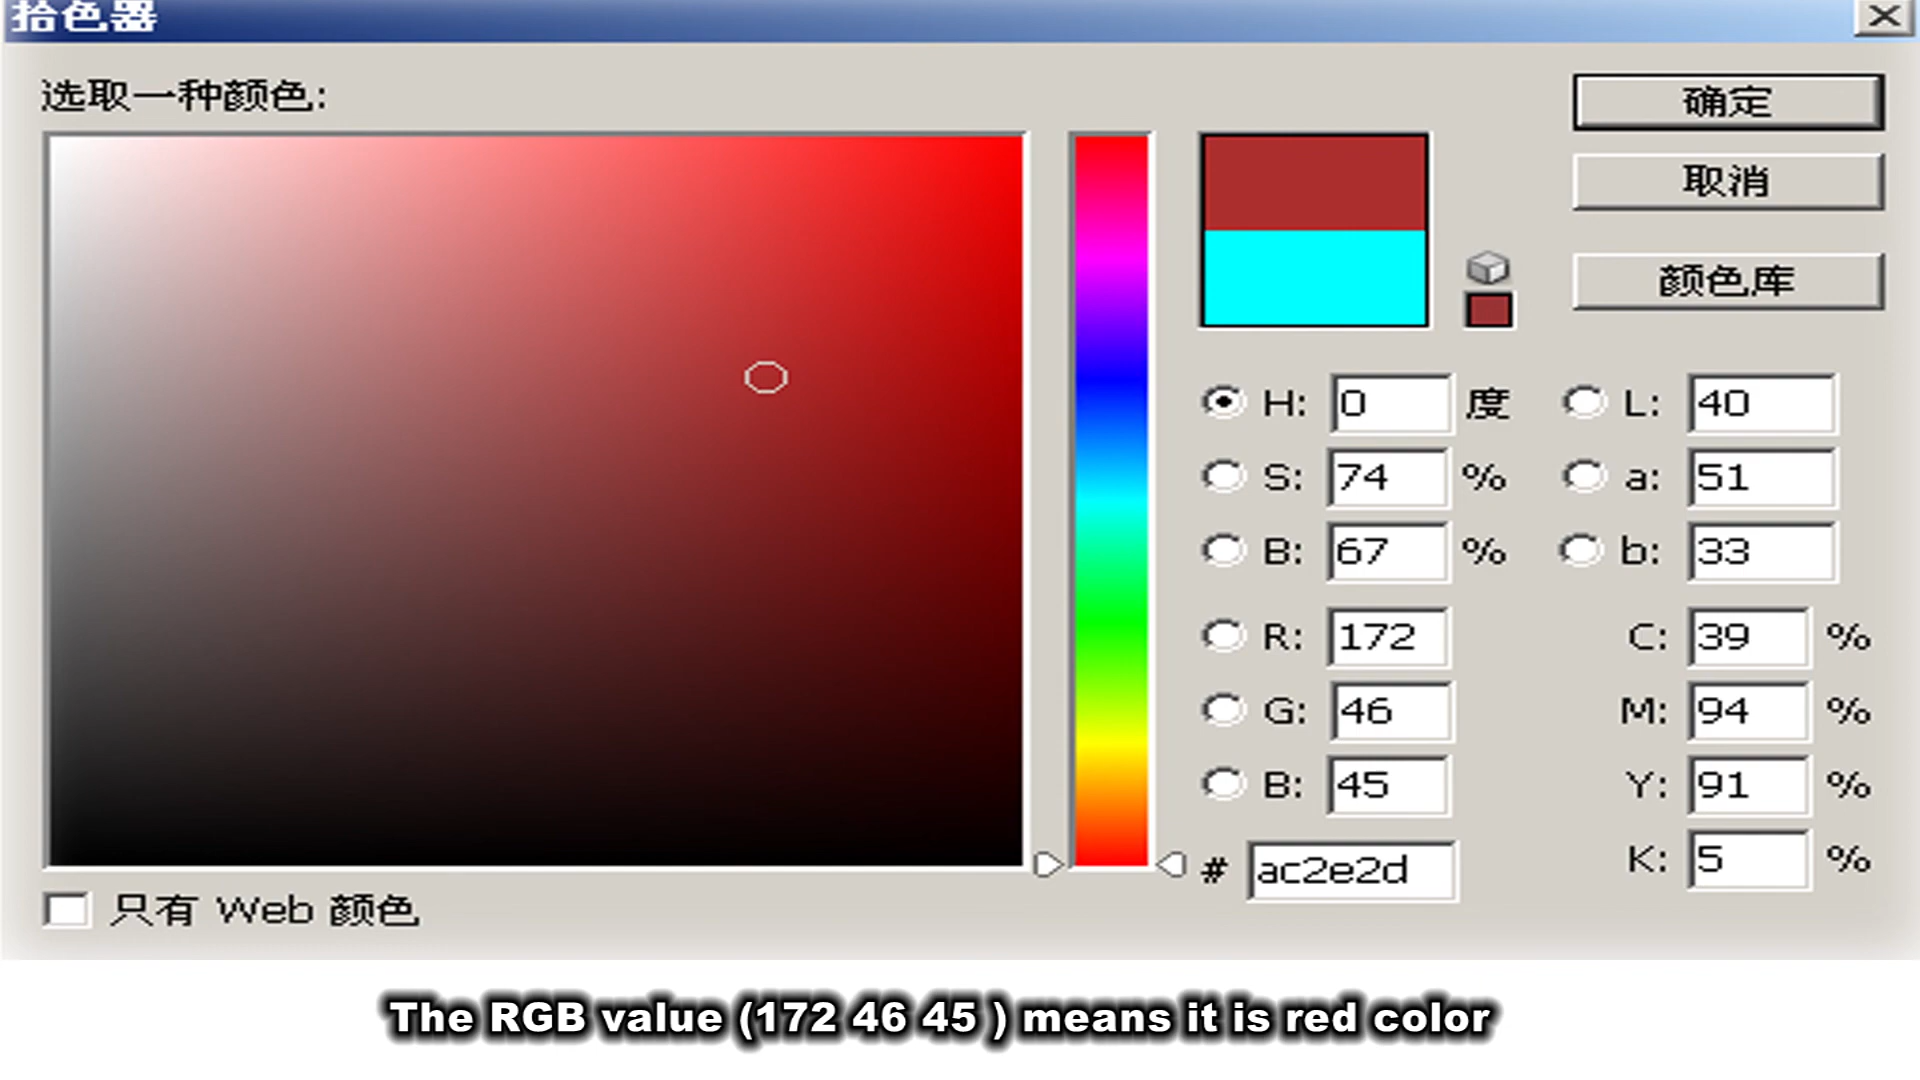 拾色器
选取一种颜色:
确定
取消
颜色库
H: 0 度 L: 40
S: 74 % a: 51
B: 67 % b: 33
R: 172 C: 39 %
G: 46 M: 94 %
B: 45 Y: 91 %
# ac2e2d K: 5 %
只有 Web 颜色
The RGB value (172 46 45 ) means it is red color